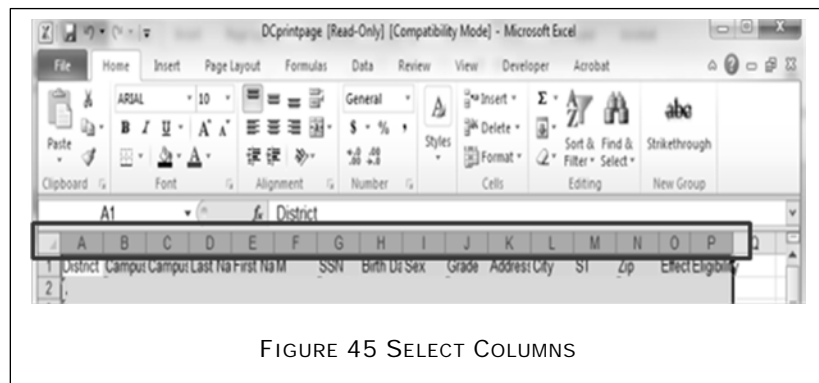 DCprintpage [Read-Only] [Compatibility Mode] - Microsoft Excel
File Home Insert Page Layout Formulas Data Review View Developer Acrobat
ARIAL 10 General Insert Σ
B I U A A Delete
Paste $ - % , Styles Sort & Find & Strikethrough
A .00 .0 Format Filter Select
Clipboard Font Alignment Number Cells Editing New Group
A1 fx District
A B C D E F G H I J K L M N O P Q
1 District Campus Campus Last Na First Na M SSN Birth Da Sex Grade Address City ST Zip Effect Eligibility
2
FIGURE 45 SELECT COLUMNS